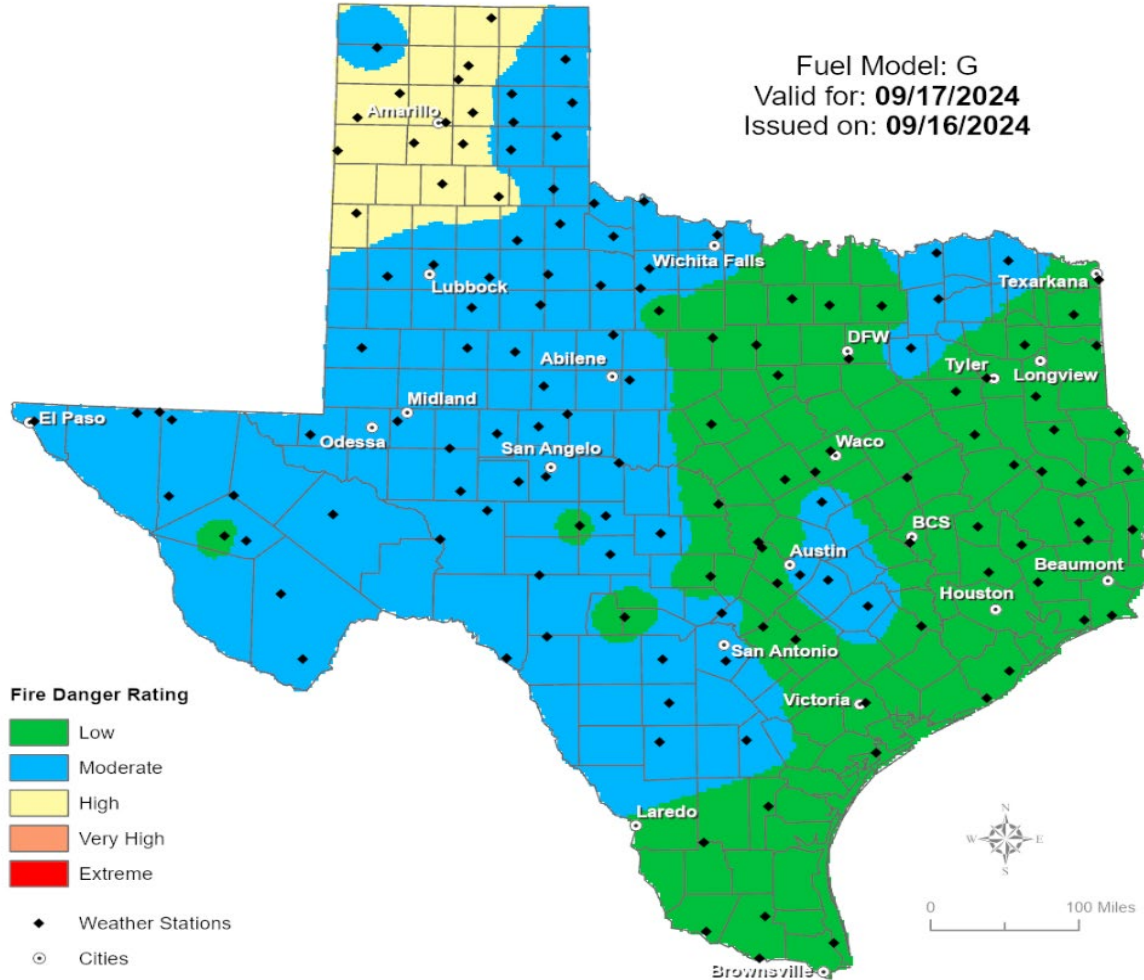 Fuel Model: G
Valid for: 09/17/2024
Issued on: 09/16/2024
Amarillo
Wichita Falls
Lubbock
Texarkana
DFW
Abilene
Tyler
Longview
Midland
El Paso
Odessa
San Angelo
Waco
BCS
Austin
Beaumont
Houston
San Antonio
Victoria
Laredo
Brownsville
Fire Danger Rating
Low
Moderate
High
Very High
Extreme
Weather Stations
Cities
N
W
E
S
0
100 Miles